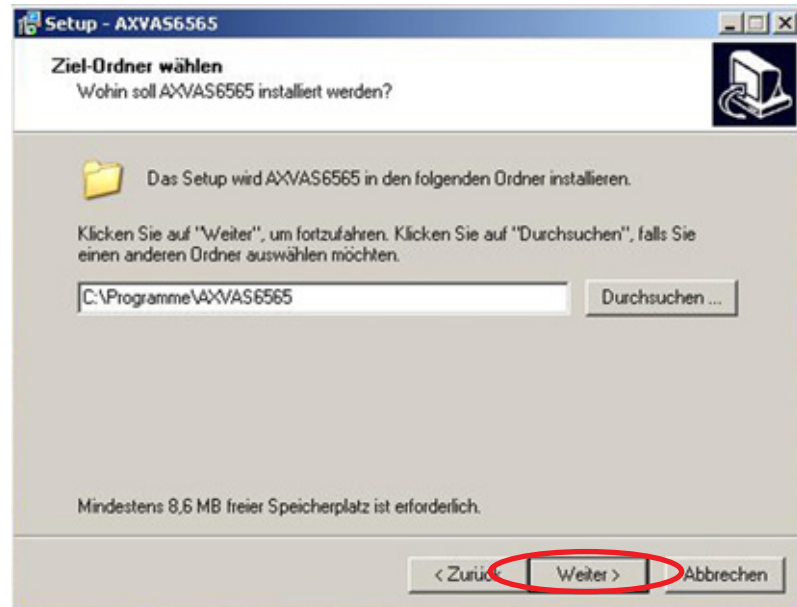 Setup - AXVAS6565
Ziel-Ordner wählen
Wohin soll AXVAS6565 installiert werden?
Das Setup wird AXVAS6565 in den folgenden Ordner installieren.
Klicken Sie auf "Weiter", um fortzufahren. Klicken Sie auf "Durchsuchen", falls Sie
einen anderen Ordner auswählen möchten.
C:\Programme\AXVAS6565
Durchsuchen ...
Mindestens 8,6 MB freier Speicherplatz ist erforderlich.
< Zurück
Weiter >
Abbrechen